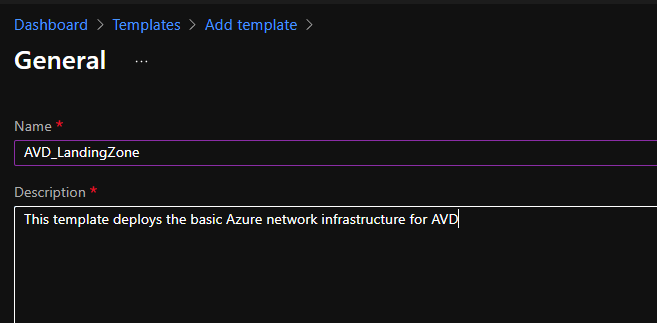 Dashboard > Templates > Add template >
General ...
Name *
AVD_LandingZone
Description *
This template deploys the basic Azure network infrastructure for AVD